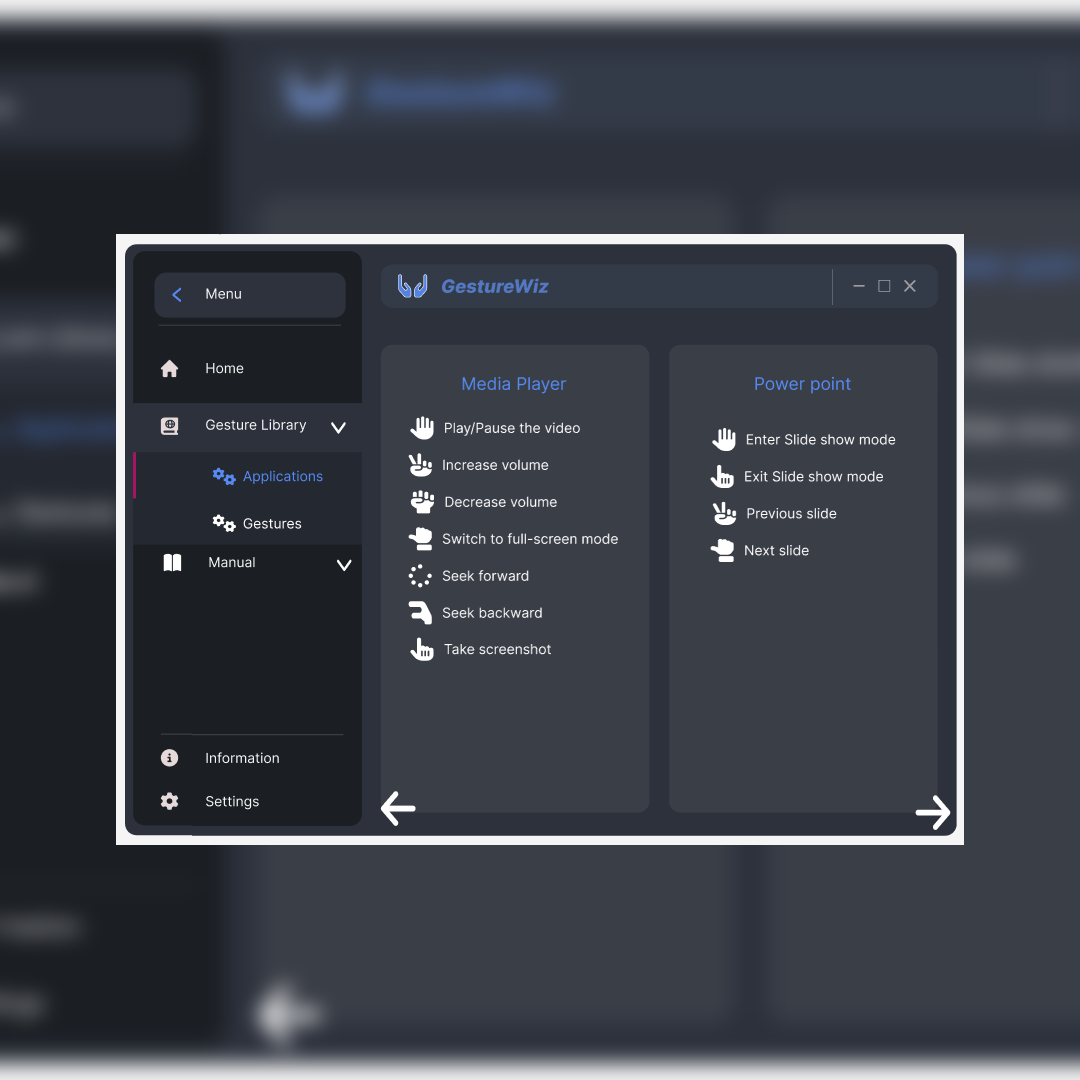 Menu
Home
Gesture Library
Applications
Gestures
Manual
Information
Settings
GestureWiz
Media Player
Play/Pause the video
Increase volume
Decrease volume
Switch to full-screen mode
Seek forward
Seek backward
Take screenshot
Power point
Enter Slide show mode
Exit Slide show mode
Previous slide
Next slide